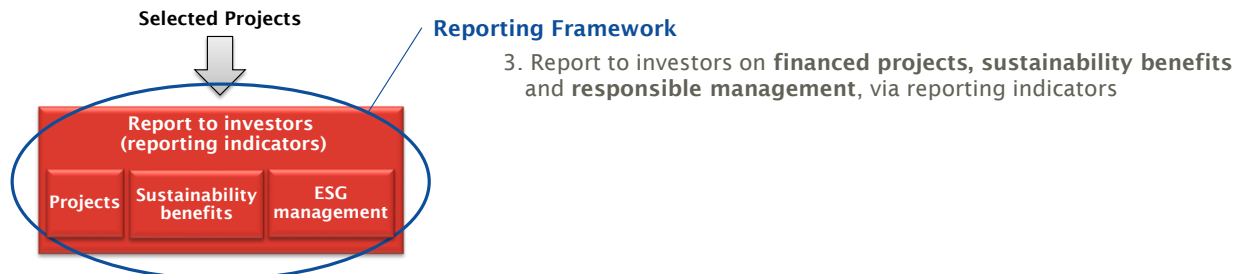 Selected Projects
Reporting Framework
3. Report to investors on financed projects, sustainability benefits
and responsible management, via reporting indicators
Report to investors
(reporting indicators)
Projects
Sustainability
benefits
ESG
management